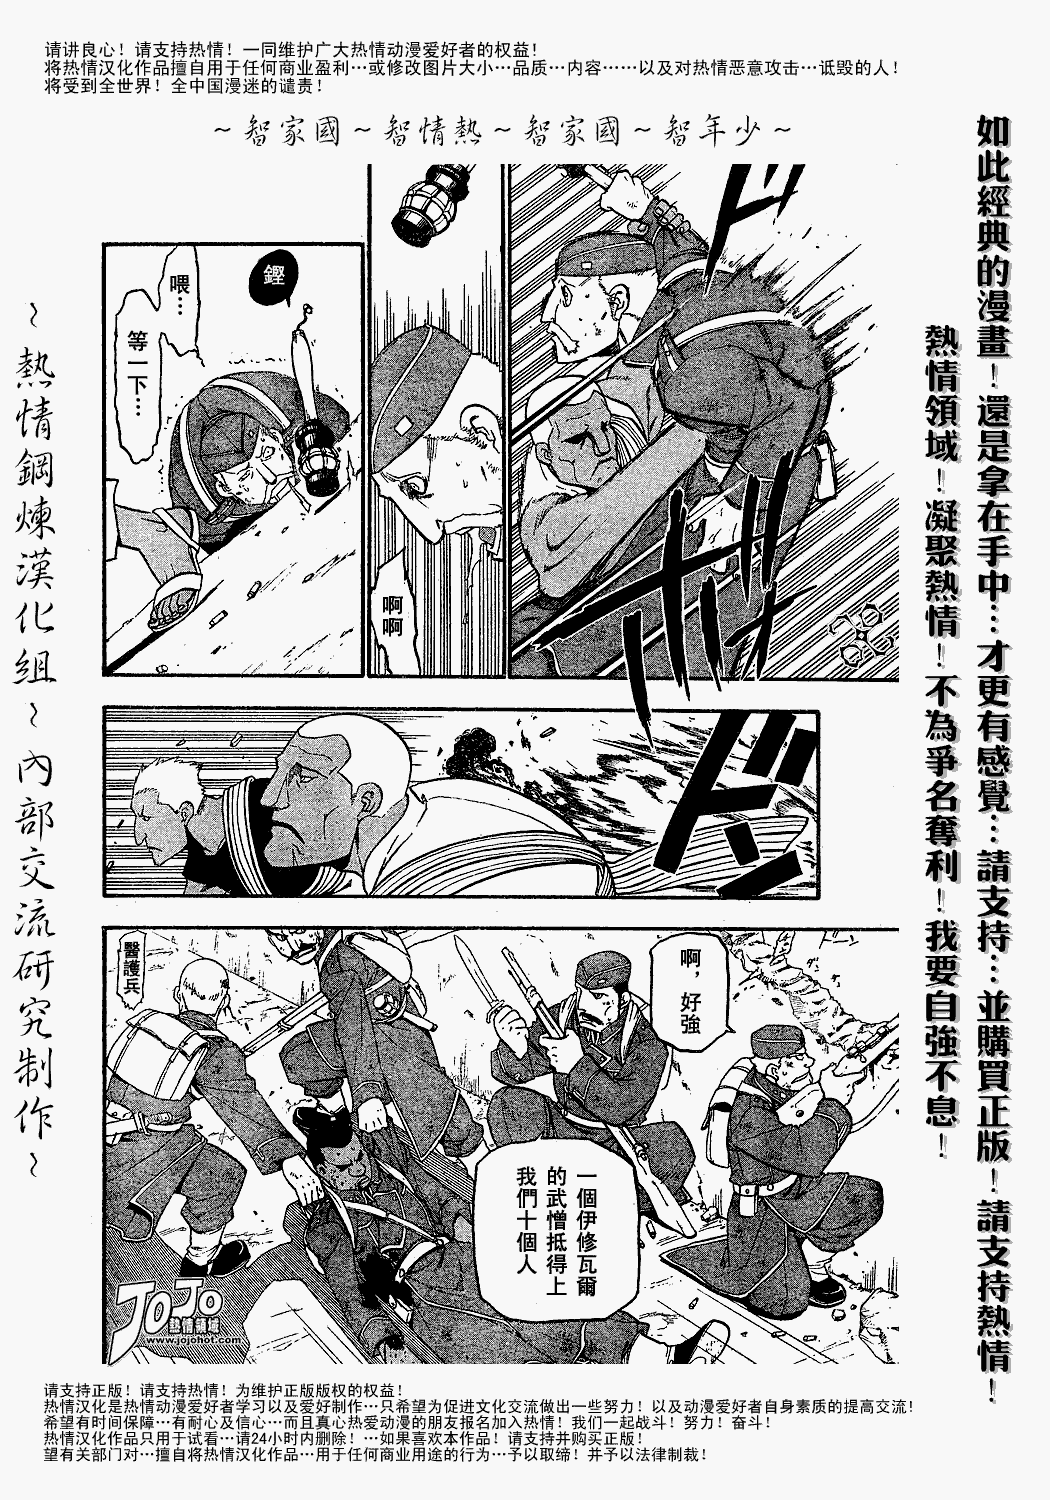 请讲良心！请支持热情！一同维护广大热情动漫爱好者的权益！
将热情汉化作品擅自用于任何商业盈利…或修改图片大小…品质…内容……以及对热情恶意攻击…诋毁的人！
将受到全世界！全中国漫迷的谴责！
～智家國～智情熱～智家國～智年少～
如此經典的漫畫！還是拿在手中…才更有感覺…請支持…並購買正版！請支持熱情！
熱情領域！凝聚熱情！不為爭名奪利！我要自強不息！
～熱情鋼煉漢化組～內部交流研究制作～
啊啊
鏗
喂…
等一下…
ドン
啊，
好強
一個伊修瓦爾
的武憎抵得上
我們十個人
醫護兵
JOJO
熱情領域
www.jojohot.com
请支持正版！请支持热情！为维护正版版权的权益！
热情汉化是热情动漫爱好者学习以及爱好制作…只希望为促进文化交流做出一些努力！以及动漫爱好者自身素质的提高交流！
希望有时间保障…有耐心及信心…而且真心热爱动漫的朋友报名加入热情！我们一起战斗！努力！奋斗！
热情汉化作品只用于试看…请24小时内删除！…如果喜欢本作品！请支持并购买正版！
望有关部门对…擅自将热情汉化作品…用于任何商业用途的行为…予以取缔！并予以法律制裁！